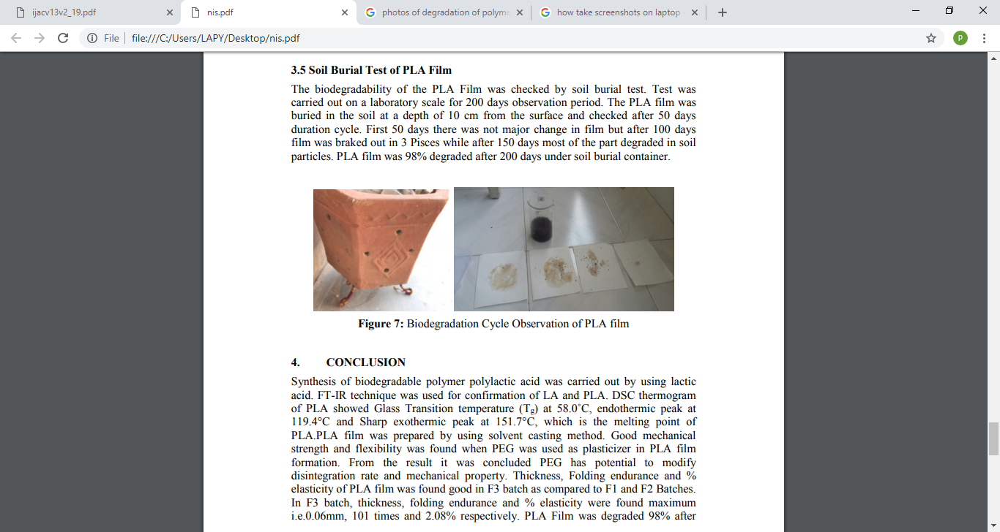 ijacv13v2_19.pdf
nis.pdf
photos of degradation of polyme
how take screenshots on laptop
File
file:///C:/Users/LAPY/Desktop/nis.pdf
P
3.5 Soil Burial Test of PLA Film
The biodegradability of the PLA Film was checked by soil burial test. Test was
carried out on a laboratory scale for 200 days observation period. The PLA film was
buried in the soil at a depth of 10 cm from the surface and checked after 50 days
duration cycle. First 50 days there was not major change in film but after 100 days
film was braked out in 3 Pisces while after 150 days most of the part degraded in soil
particles. PLA film was 98% degraded after 200 days under soil burial container.
Figure 7: Biodegradation Cycle Observation of PLA film
4. CONCLUSION
Synthesis of biodegradable polymer polylactic acid was carried out by using lactic
acid. FT-IR technique was used for confirmation of LA and PLA. DSC thermogram
of PLA showed Glass Transition temperature (Tg) at 58.0˚C, endothermic peak at
119.4°C and Sharp exothermic peak at 151.7°C, which is the melting point of
PLA.PLA film was prepared by using solvent casting method. Good mechanical
strength and flexibility was found when PEG was used as plasticizer in PLA film
formation. From the result it was concluded PEG has potential to modify
disintegration rate and mechanical property. Thickness, Folding endurance and %
elasticity of PLA film was found good in F3 batch as compared to F1 and F2 Batches.
In F3 batch, thickness, folding endurance and % elasticity were found maximum
i.e.0.06mm, 101 times and 2.08% respectively. PLA Film was degraded 98% after